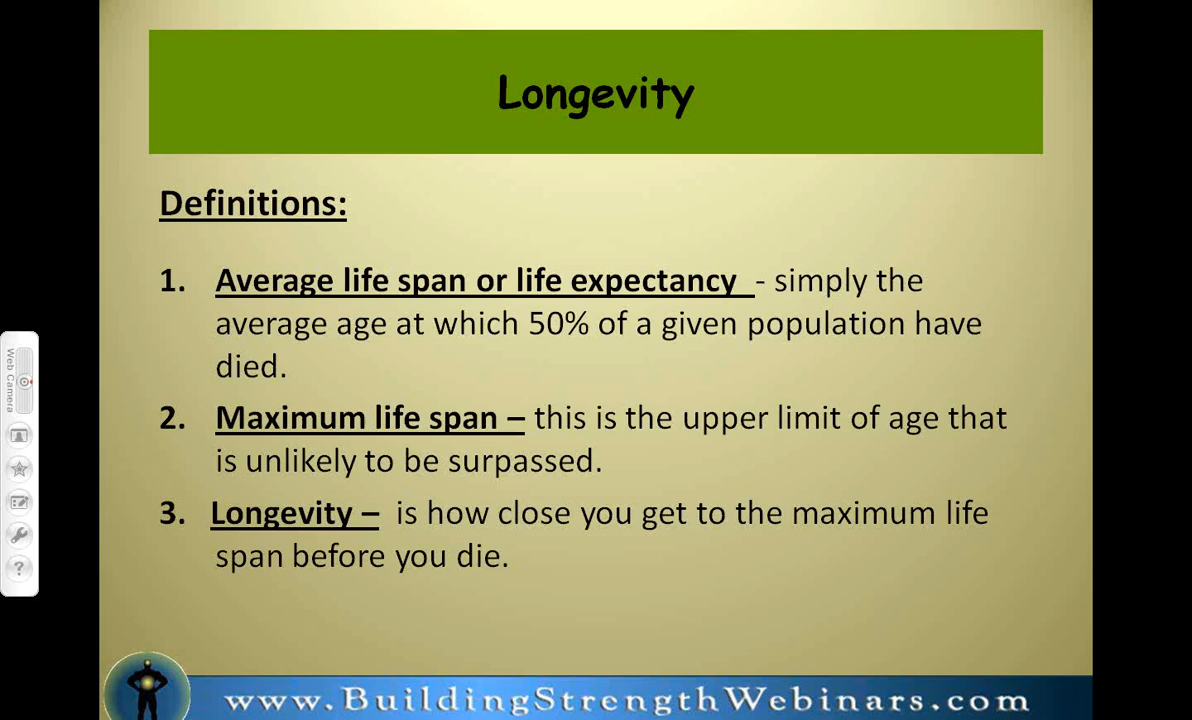 Longevity
Definitions:
1. Average life span or life expectancy - simply the
average age at which 50% of a given population have
died.
2. Maximum life span – this is the upper limit of age that
is unlikely to be surpassed.
3. Longevity – is how close you get to the maximum life
span before you die.
Web Camera
?
www.BuildingStrengthWebinars.com